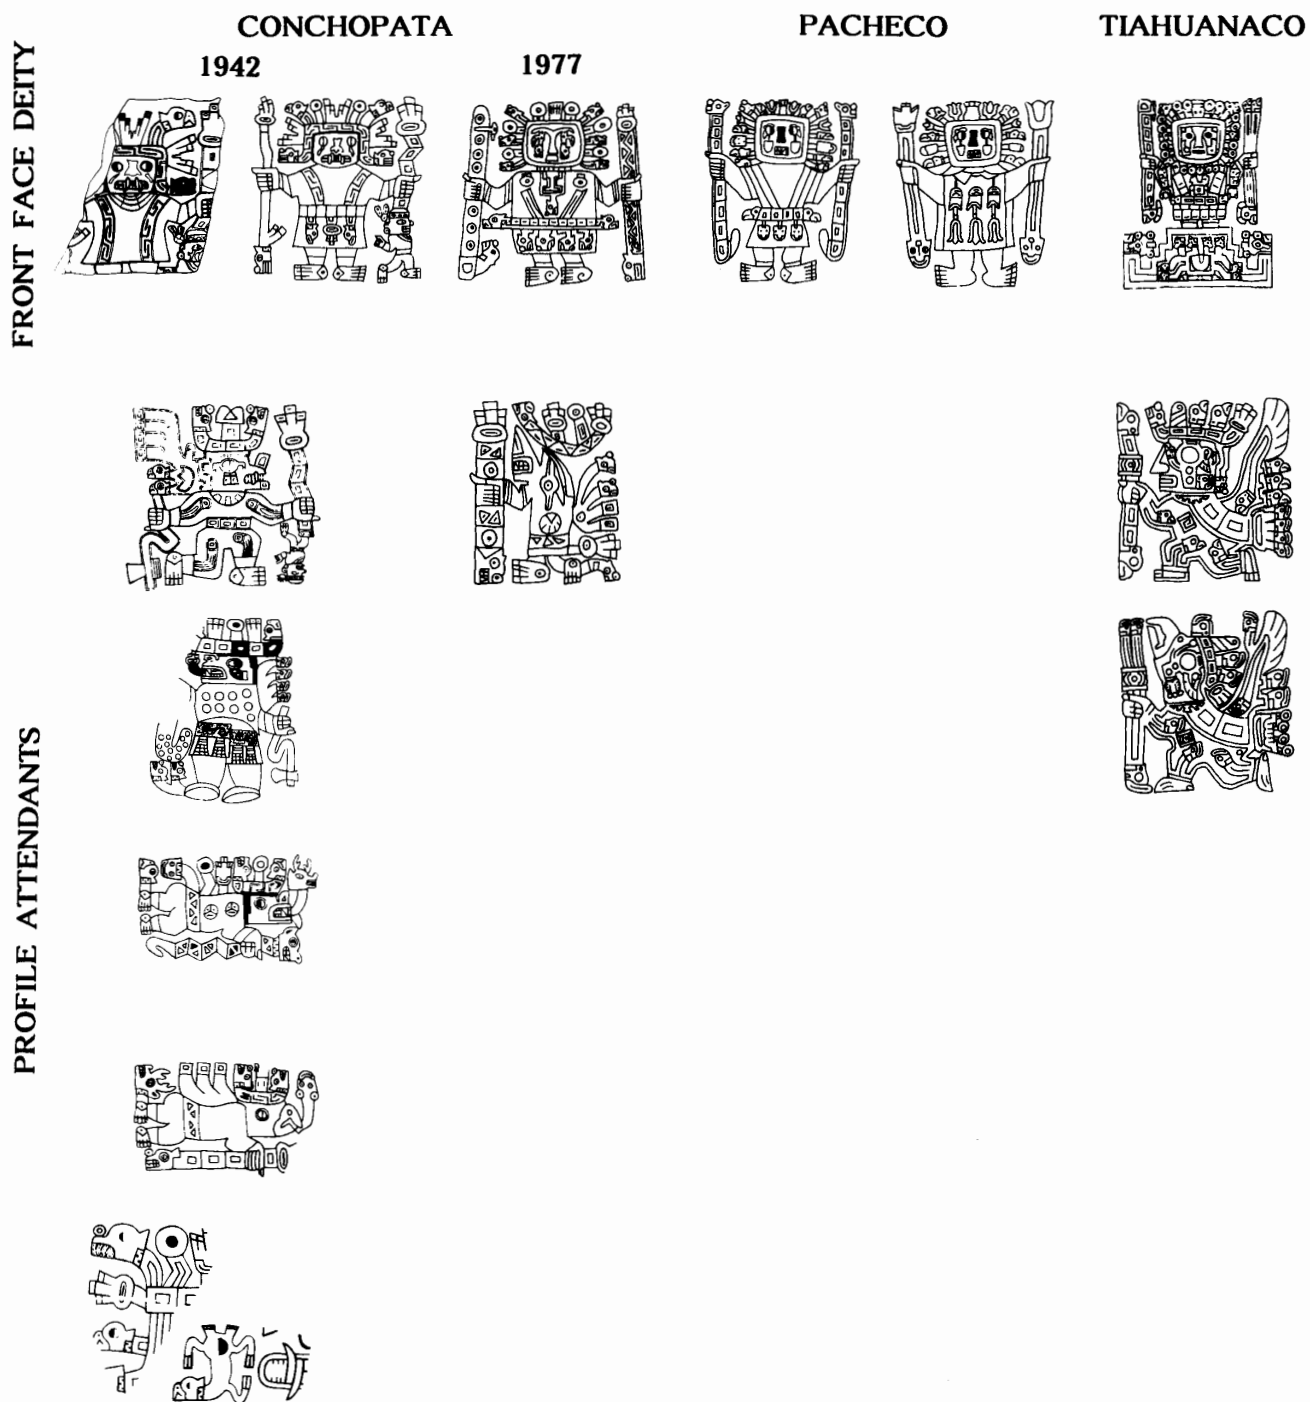 CONCHOPATA PACHECO TIAHUANACO
1942 1977
FRONT FACE DEITY
PROFILE ATTENDANTS